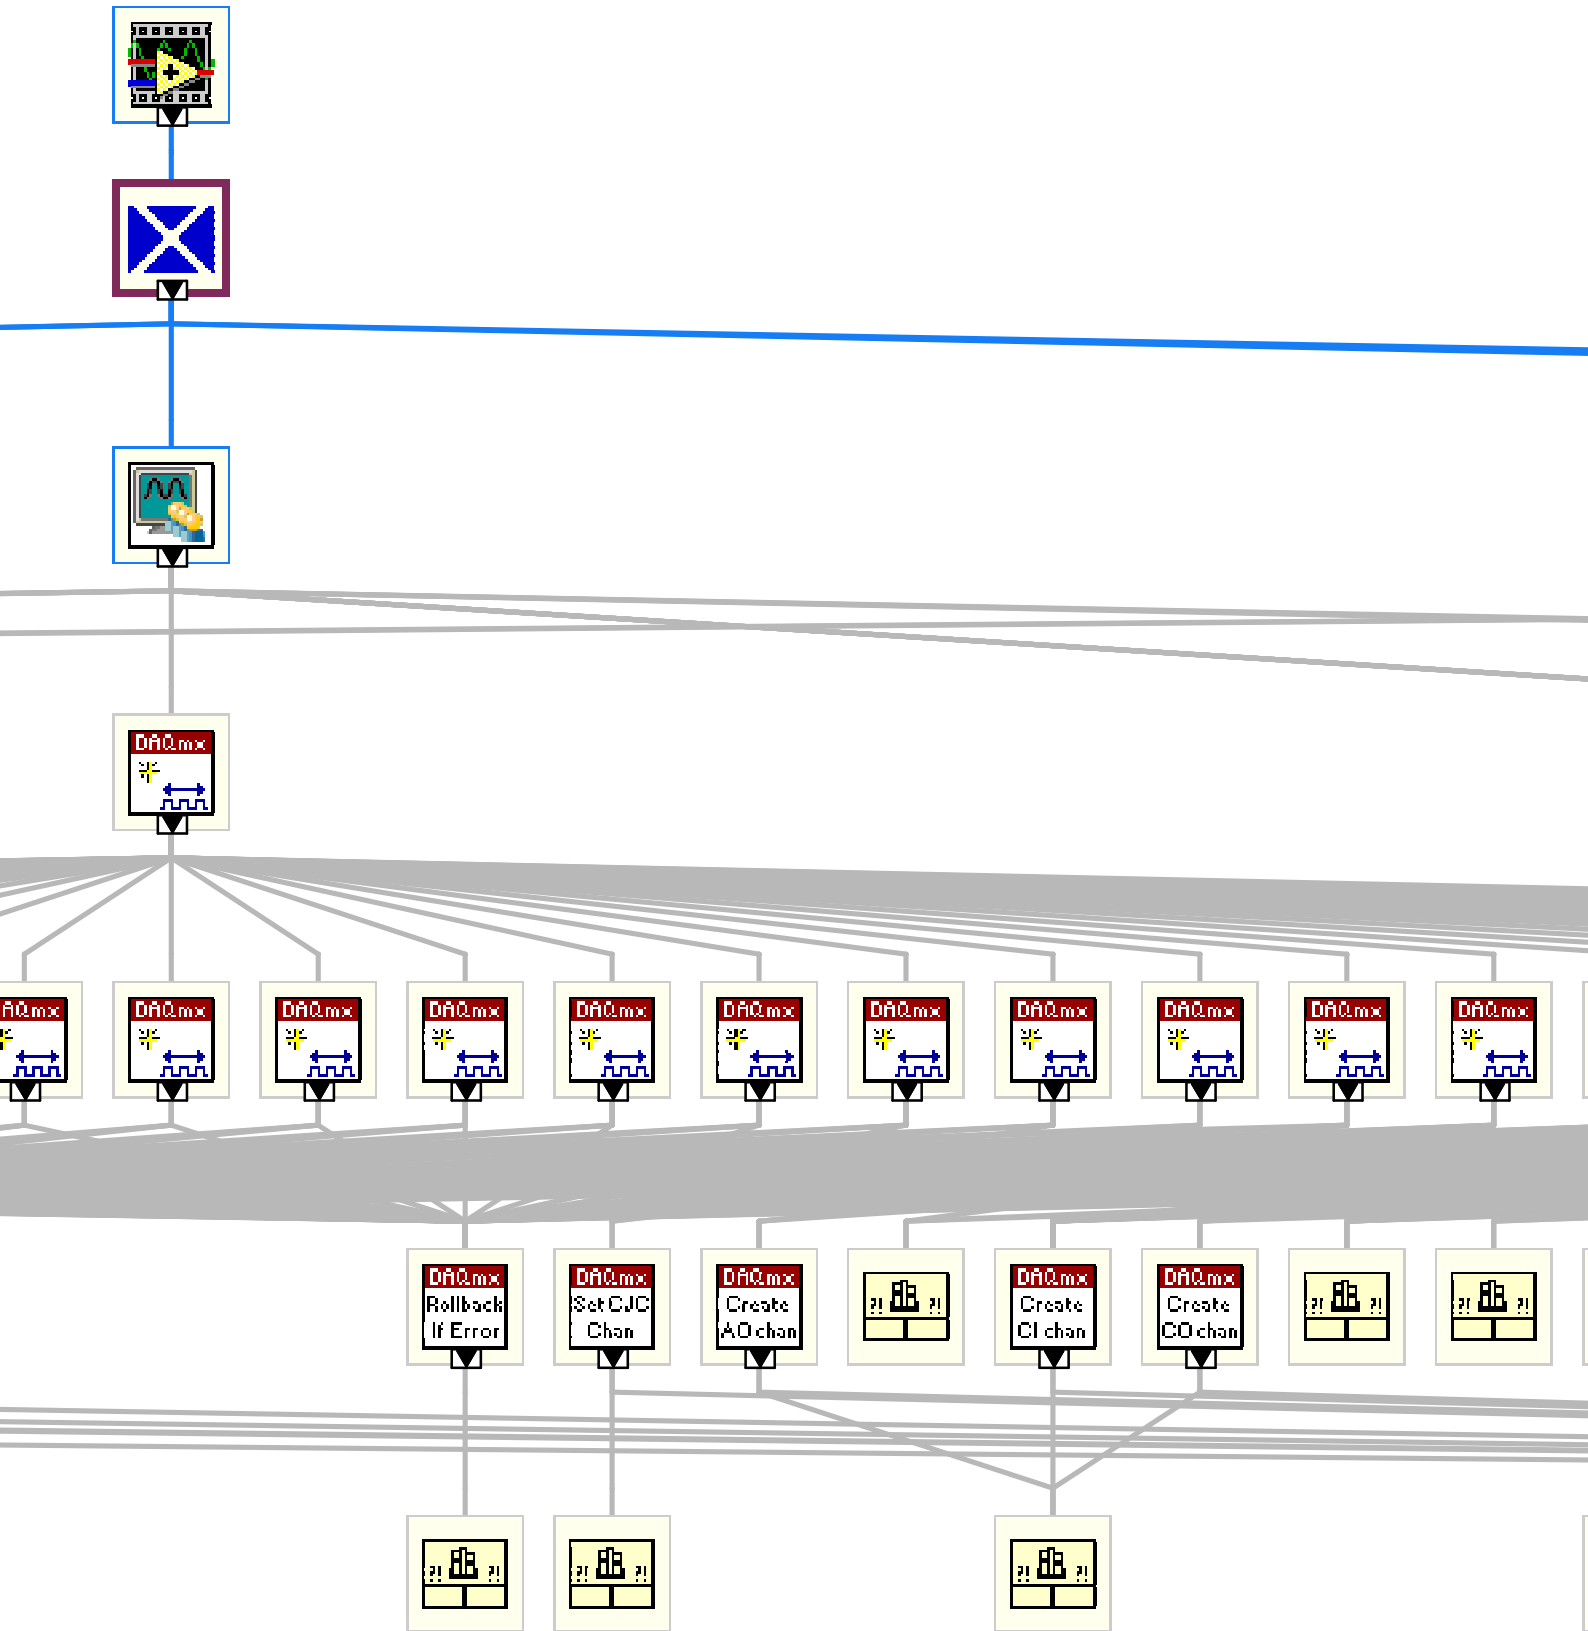 DAQmx
AQmx
DAQmx
DAQmx
DAQmx
DAQmx
DAQmx
DAQmx
DAQmx
DAQmx
DAQmx
DAQmx
DAQmx
Rollback
If Error
DAQmx
Set CJC
Chan
DAQmx
Create
AO chan
?! ?!
DAQmx
Create
CI chan
DAQmx
Create
CO chan
?! ?!
?! ?!
?! ?!
?! ?!
?! ?!